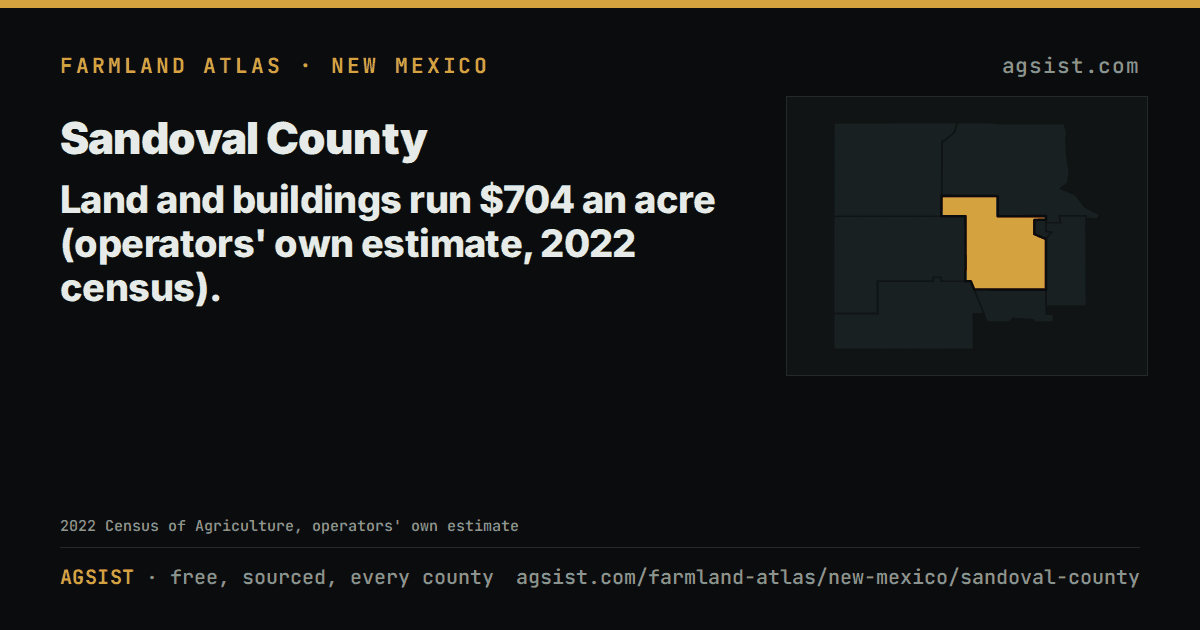 FARMLAND ATLAS · NEW MEXICO
agsist.com
Sandoval County
Land and buildings run $704 an acre
(operators' own estimate, 2022
census).
2022 Census of Agriculture, operators' own estimate
AGSIST · free, sourced, every county
agsist.com/farmland-atlas/new-mexico/sandoval-county